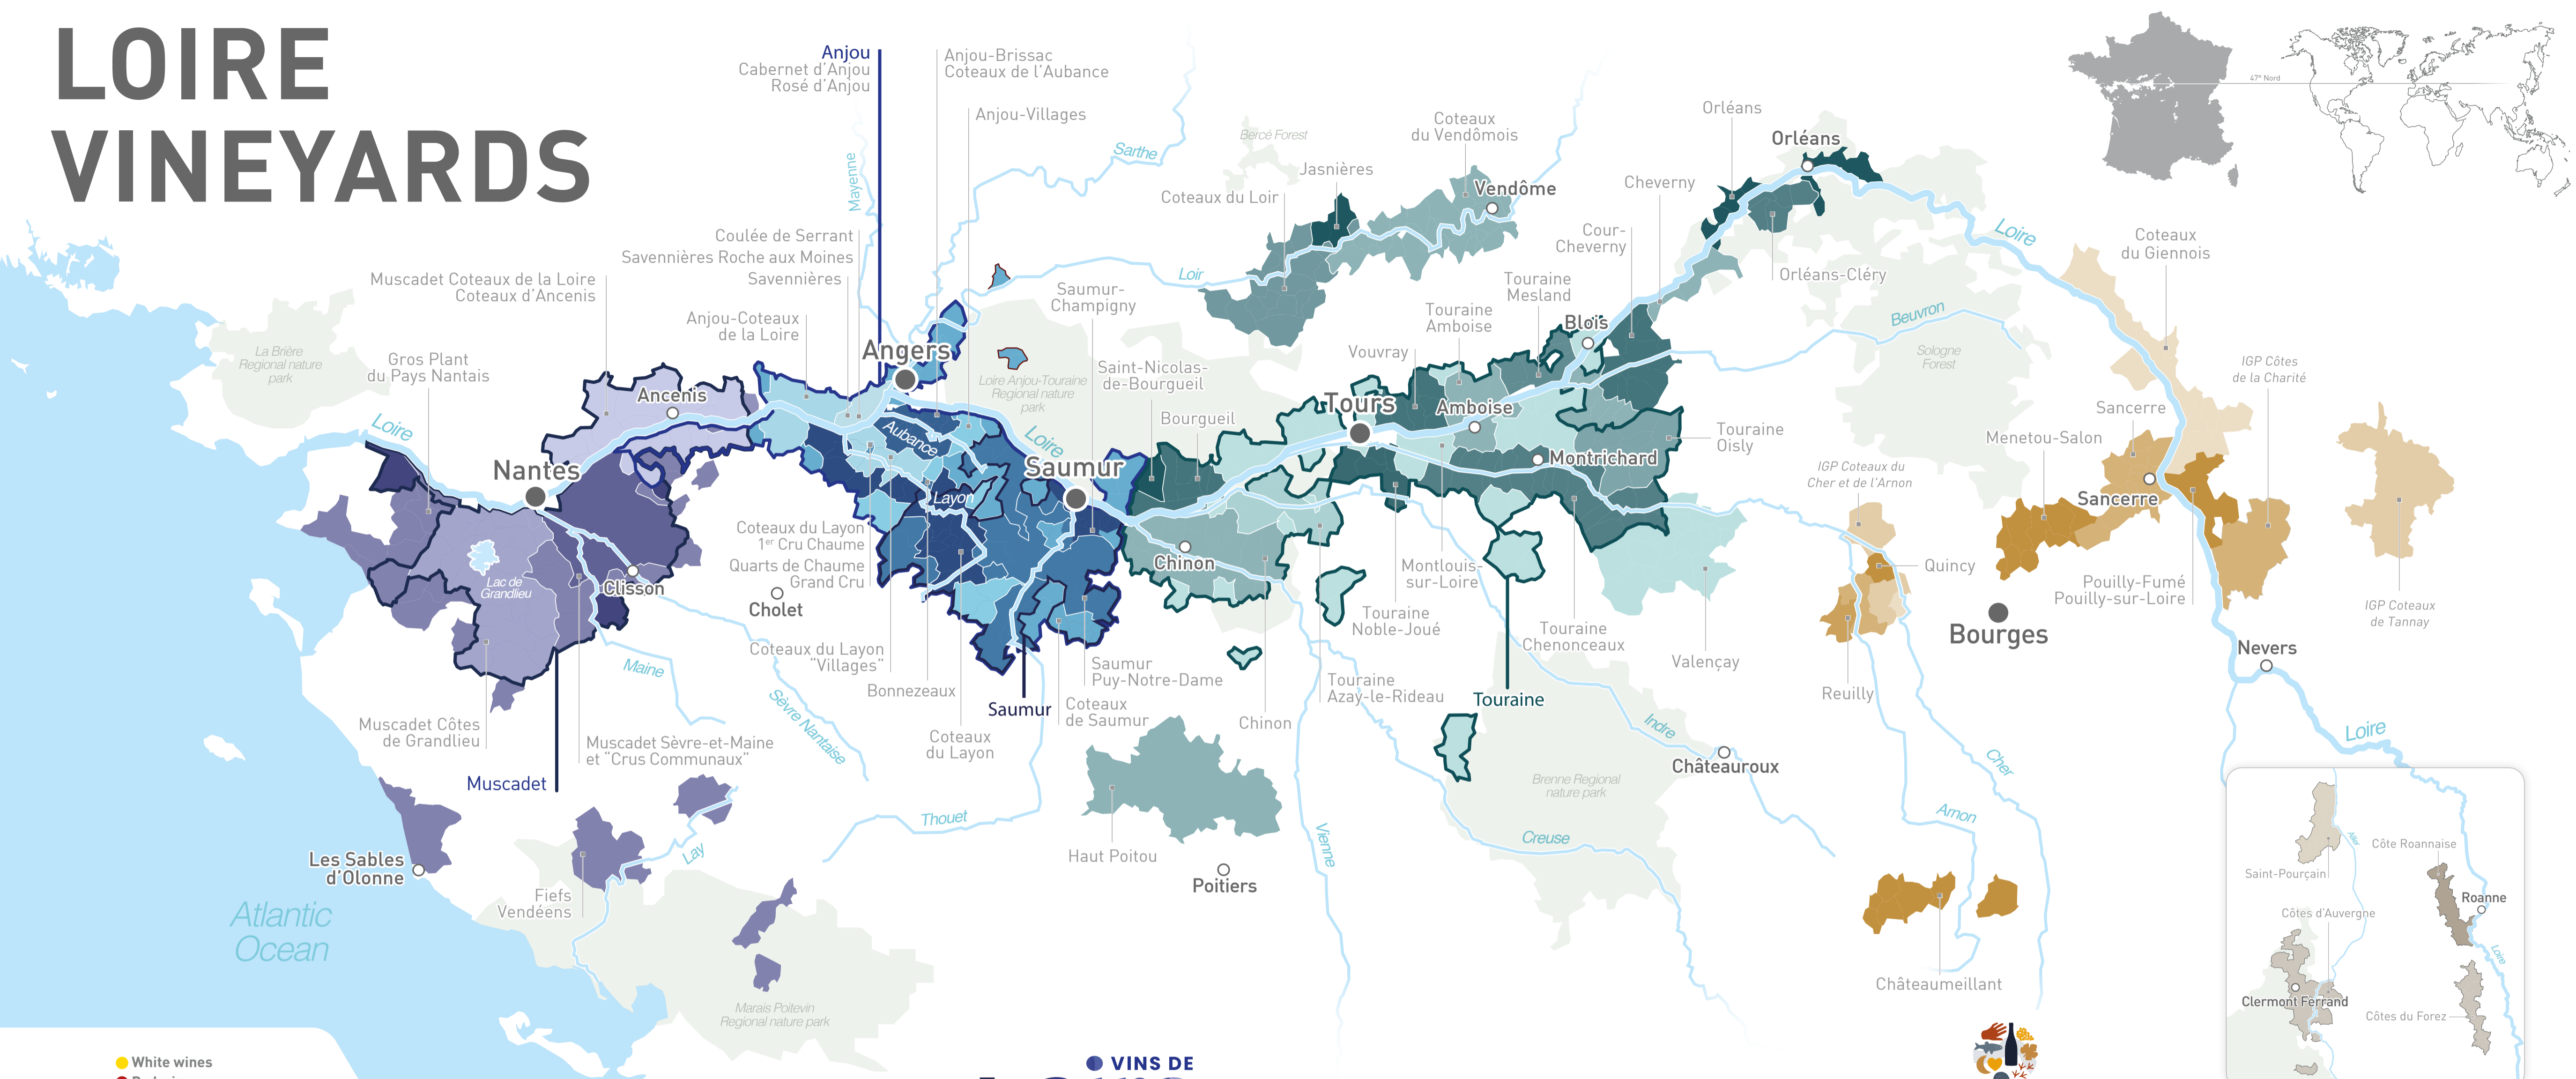 LOIRE
VINEYARDS
Anjou
Cabernet d'Anjou
Rosé d'Anjou
Anjou-Brissac
Coteaux de l'Aubance
Anjou-Villages
Mayenne
Sarthe
Bercé Forest
Coteaux
du Vendômois
Jasnières
Coteaux du Loir
Vendôme
Orléans
Orléans
Cheverny
Cour-
Cheverny
Orléans-Cléry
Loire
47° Nord
Coteaux
du Giennois
Coulée de Serrant
Savennières Roche aux Moines
Savennières
Muscadet Coteaux de la Loire
Coteaux d'Ancenis
Anjou-Coteaux
de la Loire
Saumur-
Champigny
Loir
Touraine
Mesland
Touraine
Amboise
Blois
Vouvray
Beuvron
Sologne
Forest
La Brière
Regional nature
park
Gros Plant
du Pays Nantais
Ancenis
Angers
Loire Anjou-Touraine
Regional nature
park
Saint-Nicolas-
de-Bourgueil
Bourgueil
Tours
Amboise
Touraine
Oisly
Montrichard
IGP Côtes
de la Charité
Sancerre
Menetou-Salon
IGP Coteaux du
Cher et de l'Arnon
Loire
Nantes
Aubance
Loire
Saumur
Layon
Sancerre
Coteaux du Layon
1er Cru Chaume
Quarts de Chaume
Grand Cru
Lac de
Grandlieu
Clisson
Cholet
Chinon
Montlouis-
sur-Loire
Touraine
Noble-Joué
Touraine
Chenonceaux
Valençay
Quincy
Reuilly
Pouilly-Fumé
Pouilly-sur-Loire
Bourges
IGP Coteaux
de Tannay
Nevers
Maine
Sèvre Nantaise
Coteaux du Layon
"Villages"
Bonnezeaux
Saumur
Coteaux
du Layon
Saumur
Puy-Notre-Dame
Coteaux
de Saumur
Chinon
Touraine
Azay-le-Rideau
Touraine
Indre
Châteauroux
Brenne Regional
nature park
Creuse
Vienne
Cher
Arnon
Loire
Muscadet Côtes
de Grandlieu
Muscadet Sèvre-et-Maine
et "Crus Communaux"
Muscadet
Thouet
Haut Poitou
Poitiers
Les Sables
d'Olonne
Lay
Fiefs
Vendéens
Atlantic
Ocean
Marais Poitevin
Regional nature park
Châteaumeillant
Allier
Saint-Pourçain
Côte Roannaise
Roanne
Côtes d'Auvergne
Loire
Clermont Ferrand
Côtes du Forez
White wines
VINS DE